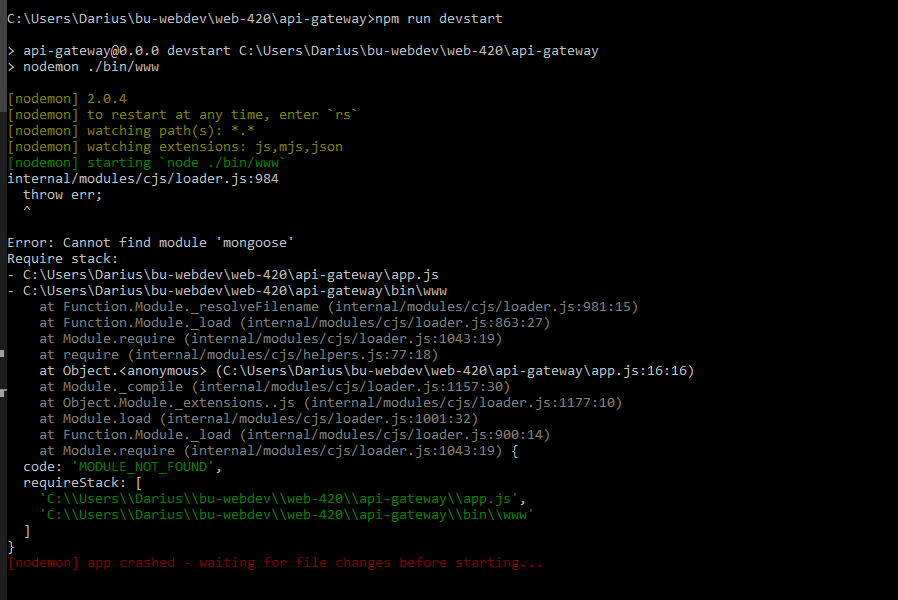 C:\Users\Darius\bu-webdev\web-420\api-gateway>npm run devstart
> api-gateway@0.0.0 devstart C:\Users\Darius\bu-webdev\web-420\api-gateway
> nodemon ./bin/www
[nodemon] 2.0.4
[nodemon] to restart at any time, enter `rs`
[nodemon] watching path(s): *.*
[nodemon] watching extensions: js,mjs,json
[nodemon] starting `node ./bin/www`
internal/modules/cjs/loader.js:984
  throw err;
  ^
Error: Cannot find module 'mongoose'
Require stack:
- C:\Users\Darius\bu-webdev\web-420\api-gateway\app.js
- C:\Users\Darius\bu-webdev\web-420\api-gateway\bin\www
    at Function.Module._resolveFilename (internal/modules/cjs/loader.js:981:15)
    at Function.Module._load (internal/modules/cjs/loader.js:863:27)
    at Module.require (internal/modules/cjs/loader.js:1043:19)
    at require (internal/modules/cjs/helpers.js:77:18)
    at Object.<anonymous> (C:\Users\Darius\bu-webdev\web-420\api-gateway\app.js:16:16)
    at Module._compile (internal/modules/cjs/loader.js:1157:30)
    at Object.Module._extensions..js (internal/modules/cjs/loader.js:1177:10)
    at Module.load (internal/modules/cjs/loader.js:1001:32)
    at Function.Module._load (internal/modules/cjs/loader.js:900:14)
    at Module.require (internal/modules/cjs/loader.js:1043:19) {
  code: 'MODULE_NOT_FOUND',
  requireStack: [
    'C:\\Users\\Darius\\bu-webdev\\web-420\\api-gateway\\app.js',
    'C:\\Users\\Darius\\bu-webdev\\web-420\\api-gateway\\bin\\www'
  ]
}
[nodemon] app crashed - waiting for file changes before starting...